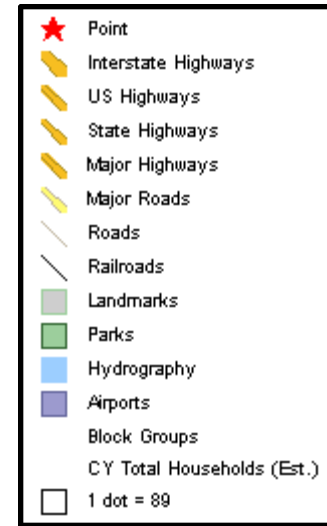 Point
Interstate Highways
US Highways
State Highways
Major Highways
Major Roads
Roads
Railroads
Landmarks
Parks
Hydrography
Airports
Block Groups
CY Total Households (Est.)
1 dot = 89